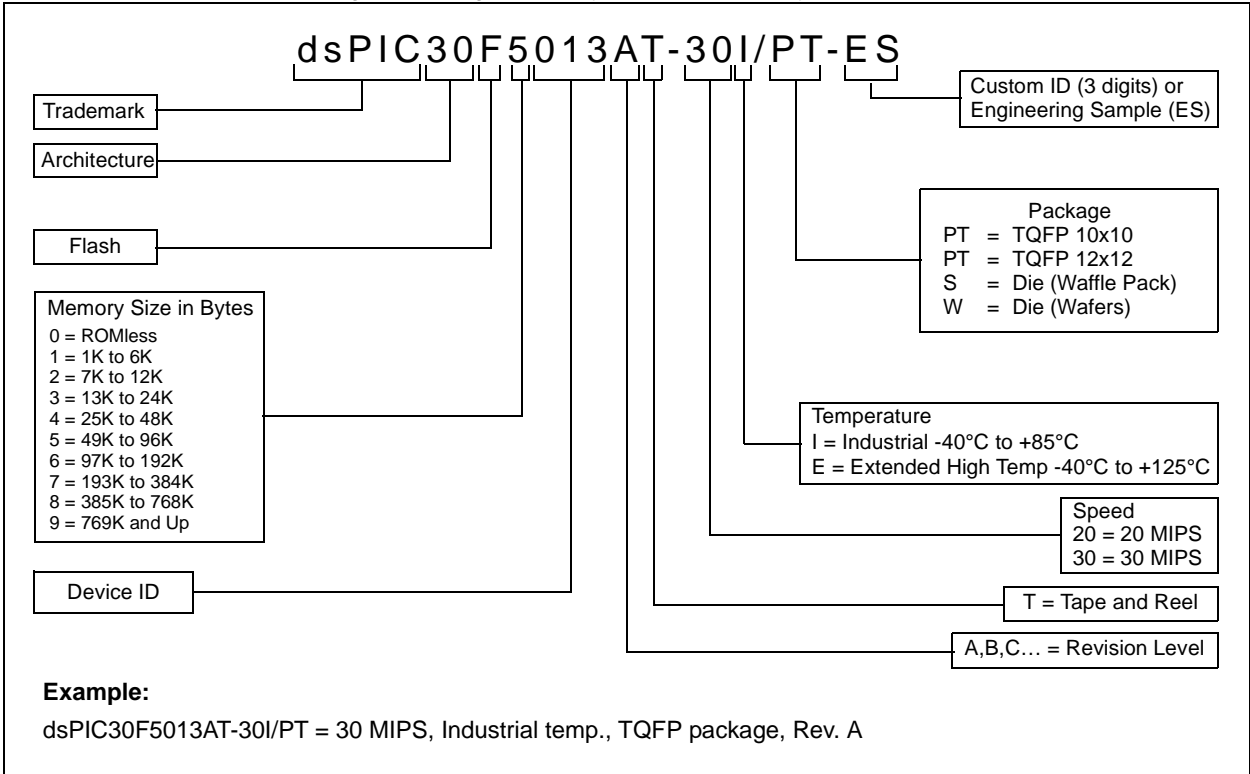 dsPIC30F5013AT-30I/PT-ES
Trademark
Architecture
Flash
Memory Size in Bytes
0 = ROMless
1 = 1K to 6K
2 = 7K to 12K
3 = 13K to 24K
4 = 25K to 48K
5 = 49K to 96K
6 = 97K to 192K
7 = 193K to 384K
8 = 385K to 768K
9 = 769K and Up
Device ID
Custom ID (3 digits) or
Engineering Sample (ES)
Package
PT = TQFP 10x10
PT = TQFP 12x12
S = Die (Waffle Pack)
W = Die (Wafers)
Temperature
I = Industrial -40°C to +85°C
E = Extended High Temp -40°C to +125°C
Speed
20 = 20 MIPS
30 = 30 MIPS
T = Tape and Reel
A,B,C… = Revision Level
Example:
dsPIC30F5013AT-30I/PT = 30 MIPS, Industrial temp., TQFP package, Rev. A